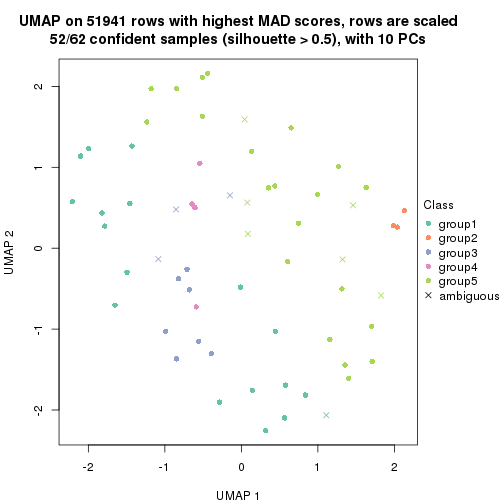 UMAP on 51941 rows with highest MAD scores, rows are scaled
52/62 confident samples (silhouette > 0.5), with 10 PCs
UMAP 2
2
1
0
-1
-2
-2
-1
0
1
2
UMAP 1
Class
group1
group2
group3
group4
group5
ambiguous